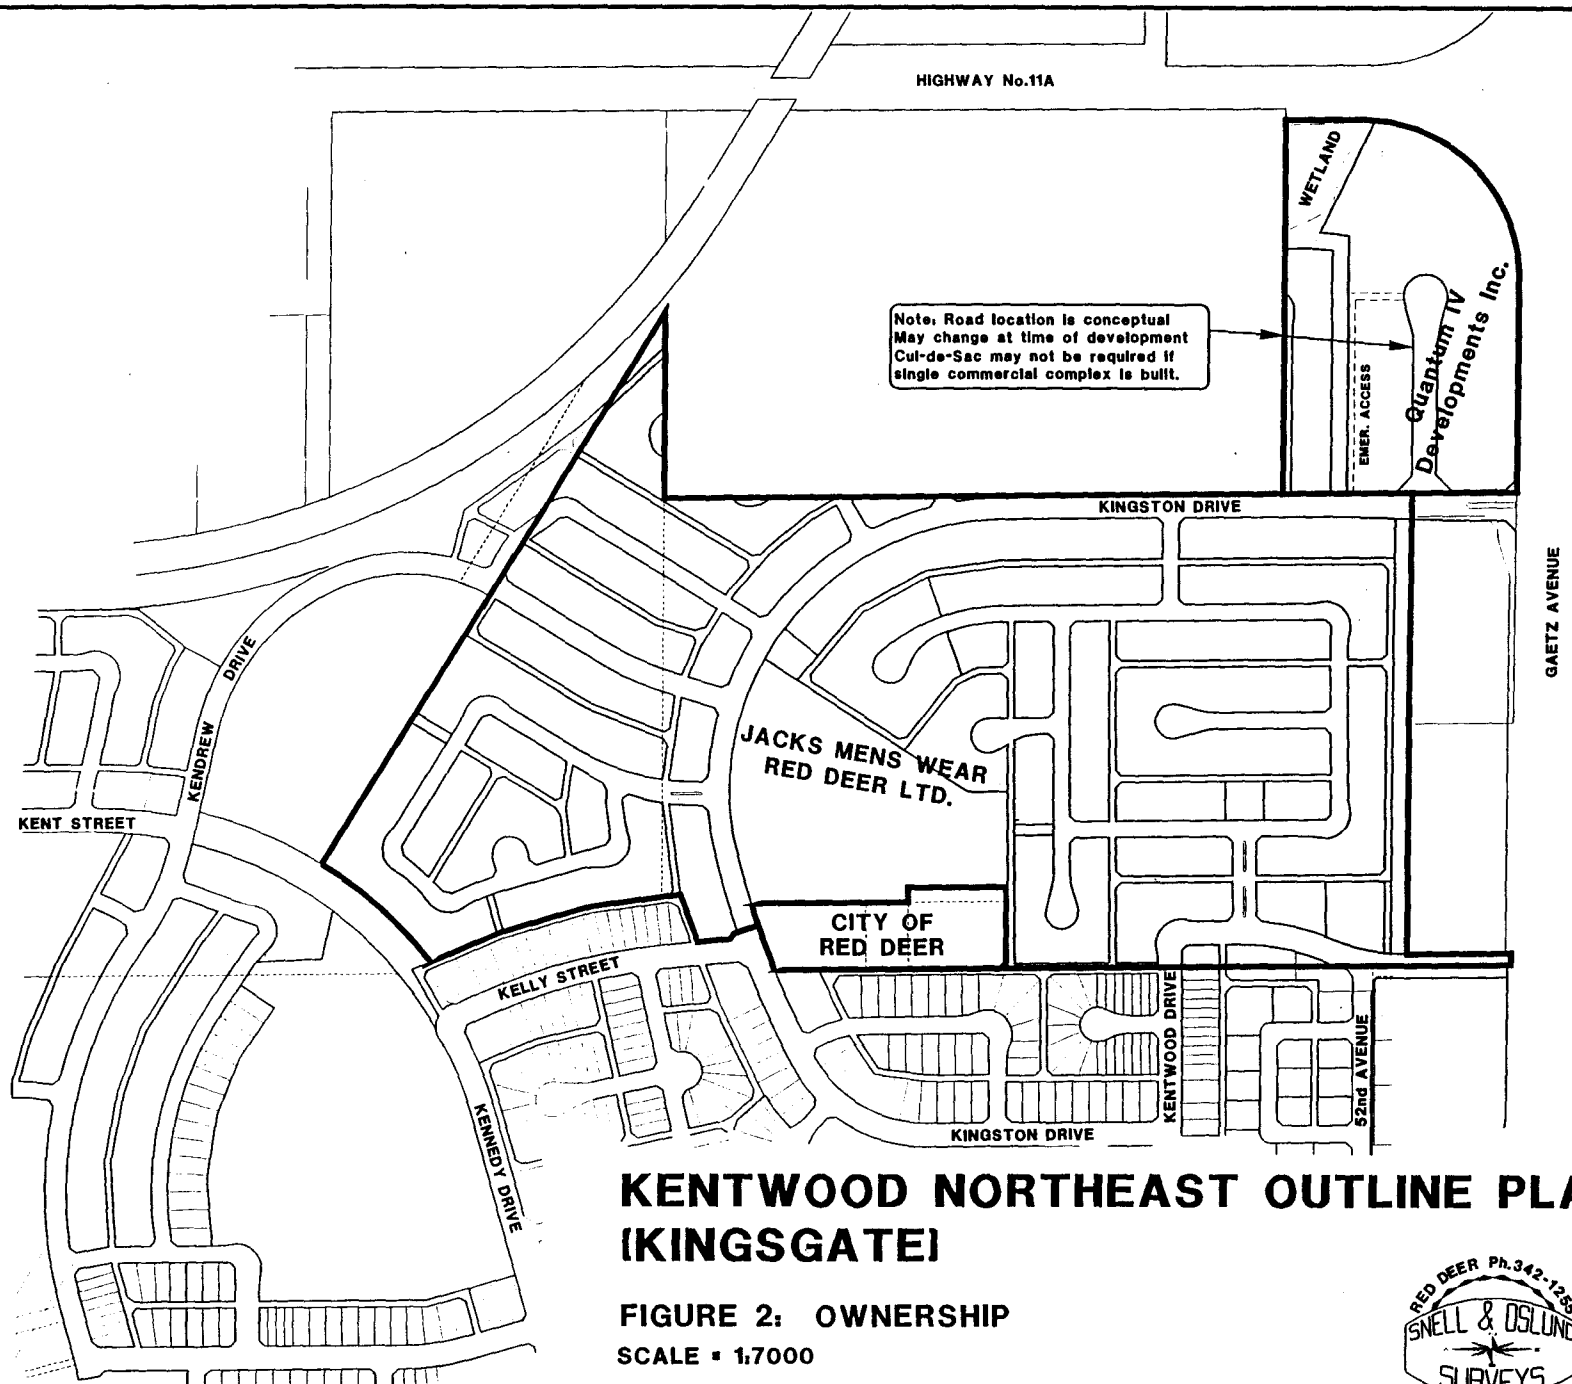 HIGHWAY No.11A
WETLAND
Note: Road location is conceptual
May change at time of development
Cul-de-Sac may not be required if
single commercial complex is built.
EMER. ACCESS
Quantum IV
Developments Inc.
KINGSTON DRIVE
GAETZ AVENUE
KENDREW DRIVE
KENT STREET
JACKS MENS WEAR
RED DEER LTD.
CITY OF
RED DEER
KELLY STREET
KENTWOOD DRIVE
52nd AVENUE
KENNEDY DRIVE
KINGSTON DRIVE
KENTWOOD NORTHEAST OUTLINE PLA
[KINGSGATE]
FIGURE 2: OWNERSHIP
SCALE = 1:7000
RED DEER Ph.342-125
SNELL & OSLUND
SURVEYS